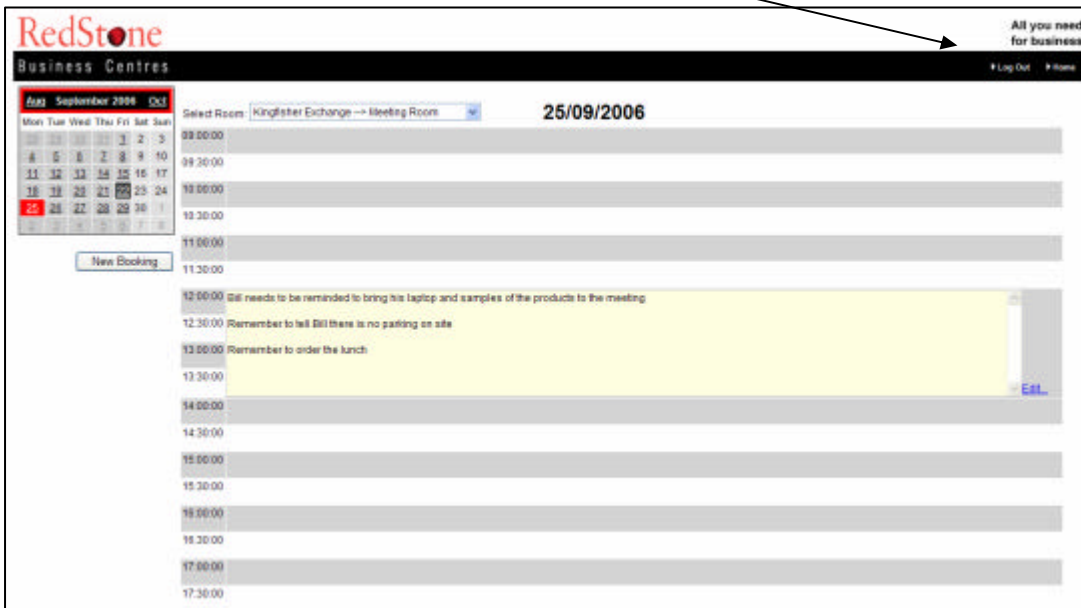 RedStone
All you need
for business
Business Centres
Log Out Home
Aug September 2006 Oct
Select Room: Kingfisher Exchange --> Meeting Room
25/09/2006
Mon Tue Wed Thu Fri Sat Sun
1 2 3
4 5 6 7 8 9 10
11 12 13 14 15 16 17
18 19 20 21 22 23 24
25 26 27 28 29 30 1
2 3 4 5 6 7 8
New Booking
09:00:00
09:30:00
10:00:00
10:30:00
11:00:00
11:30:00
12:00:00 Bill needs to be reminded to bring his laptop and samples of the products to the meeting
12:30:00 Remember to tell Bill there is no parking on site
13:00:00 Remember to order the lunch
13:30:00
Edit..
14:00:00
14:30:00
15:00:00
15:30:00
16:00:00
16:30:00
17:00:00
17:30:00